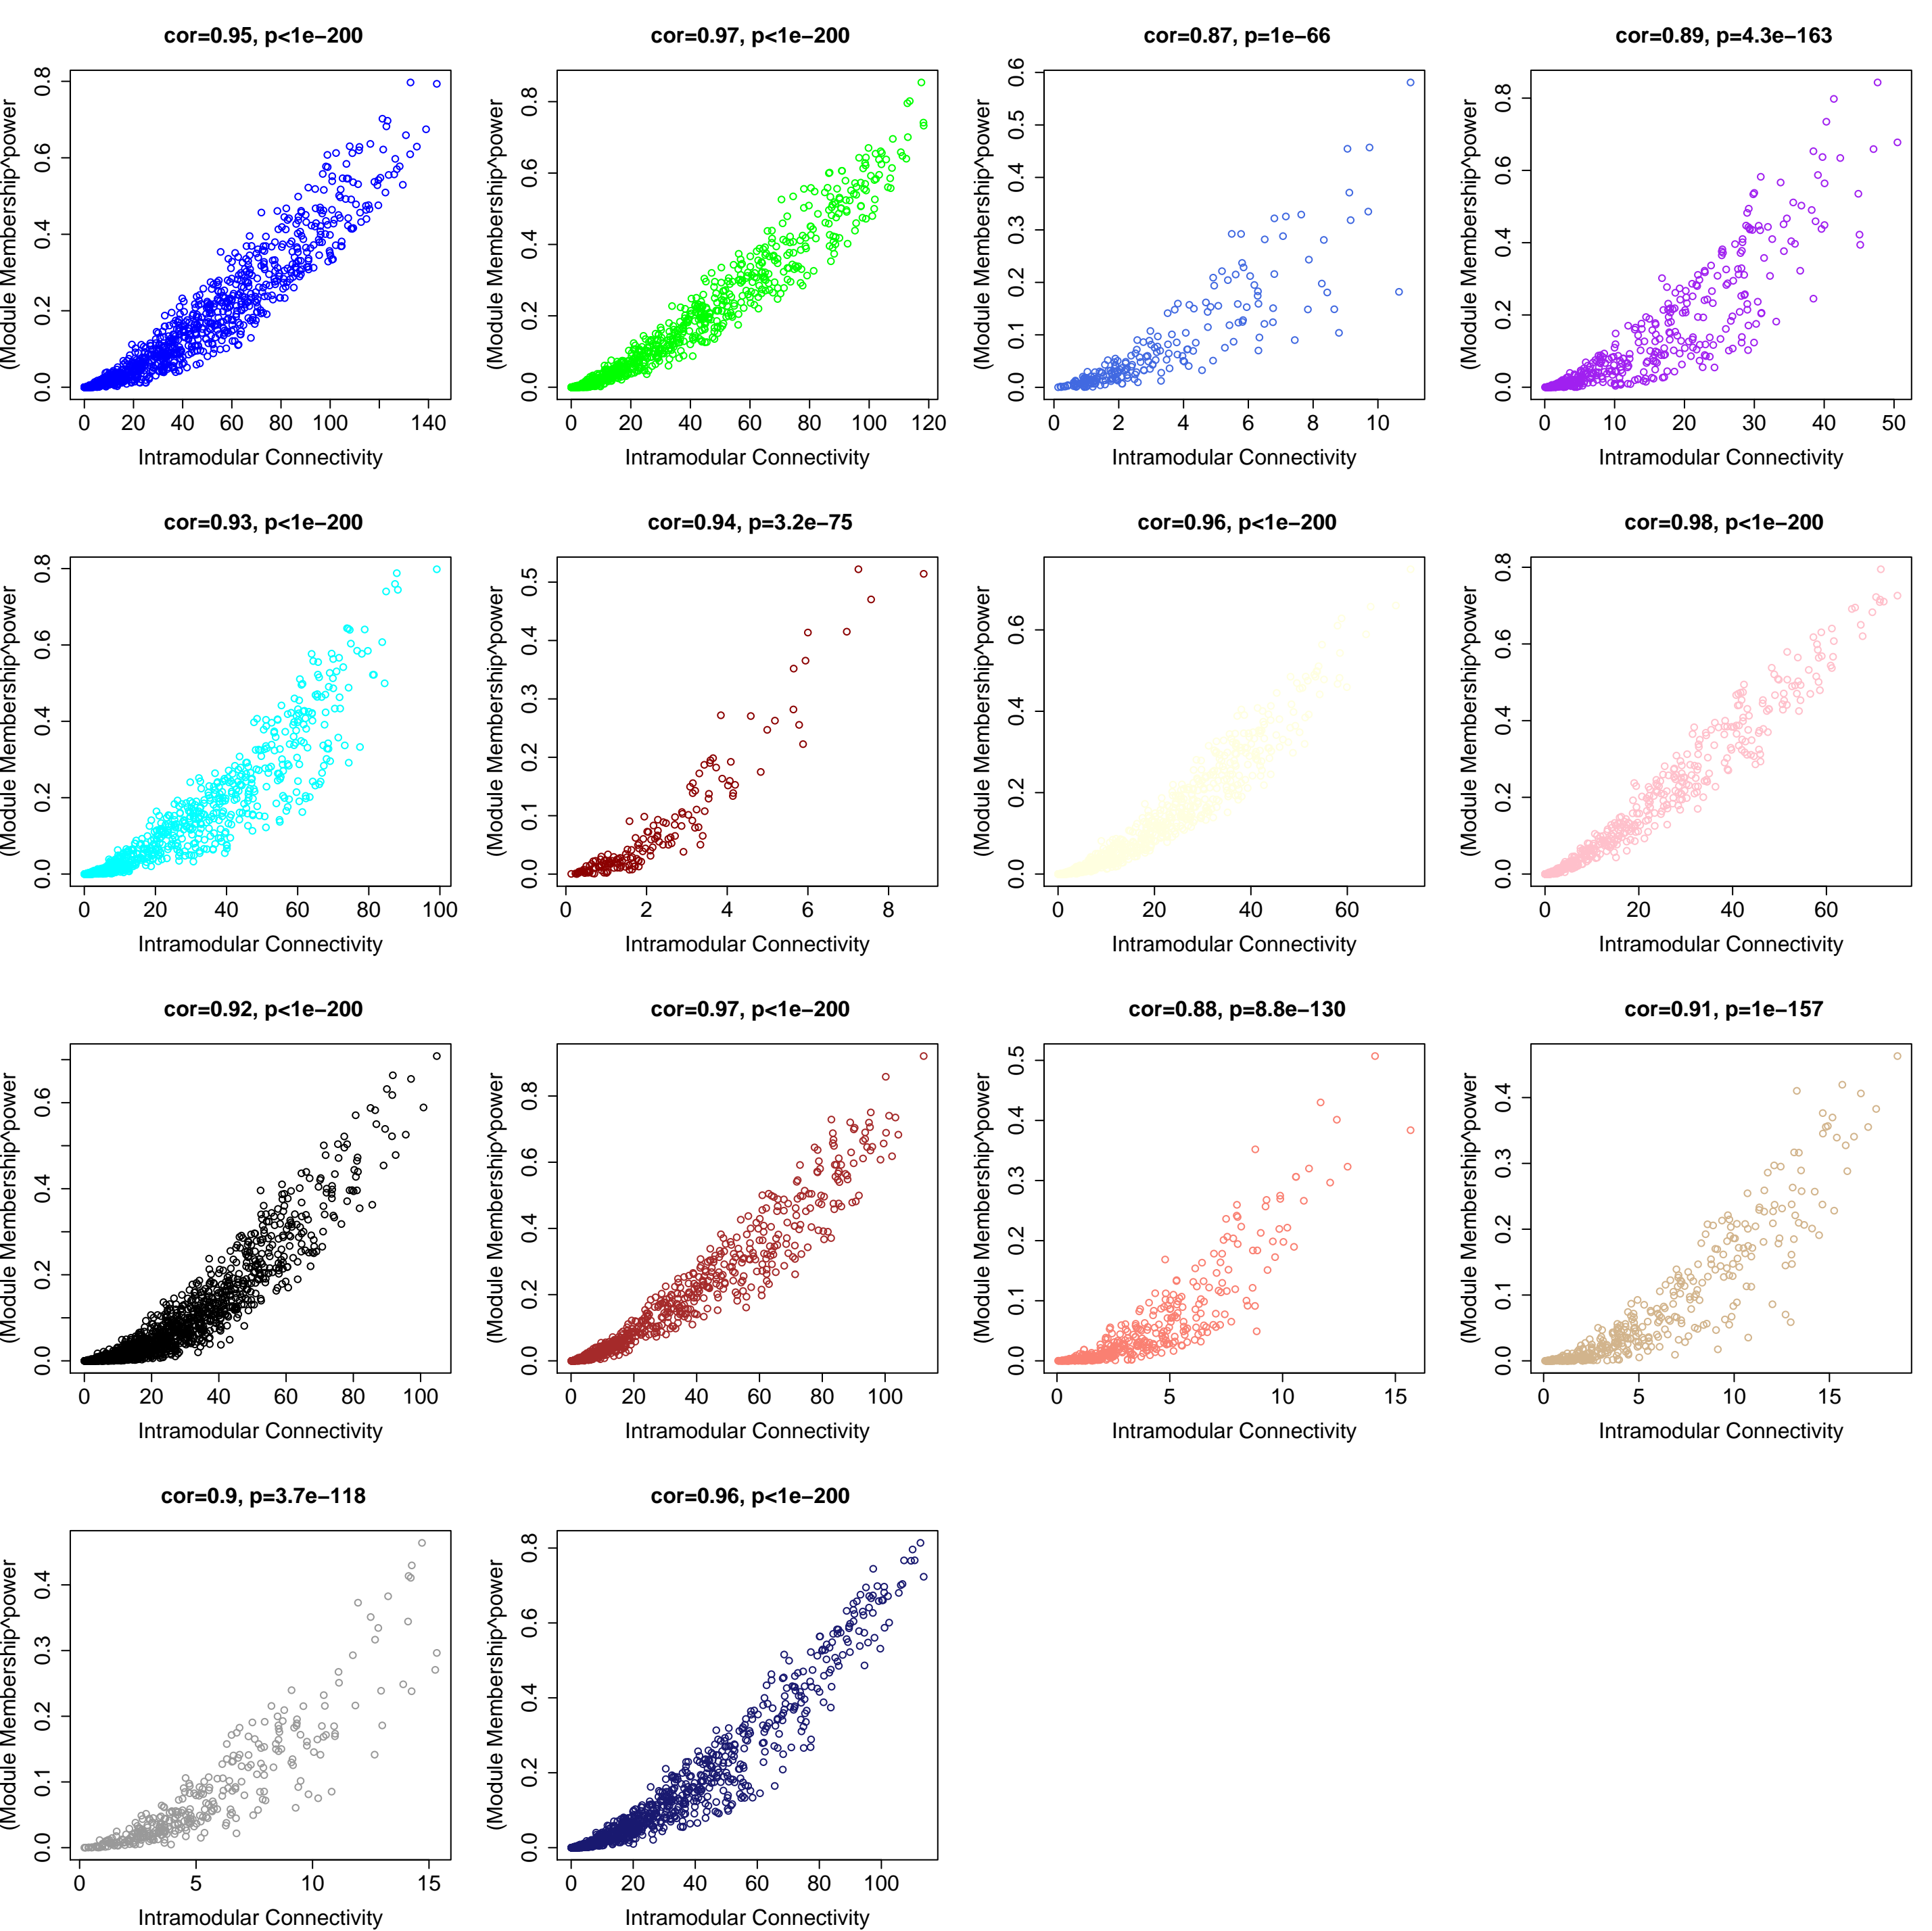 cor=0.95, p<1e−200
(Module Membership^power
0.0 0.2 0.4 0.6 0.8
0 20 40 60 80 100 140
Intramodular Connectivity
cor=0.97, p<1e−200
(Module Membership^power
0.0 0.2 0.4 0.6 0.8
0 20 40 60 80 100 120
Intramodular Connectivity
cor=0.87, p=1e−66
(Module Membership^power
0.0 0.1 0.2 0.3 0.4 0.5 0.6
0 2 4 6 8 10
Intramodular Connectivity
cor=0.89, p=4.3e−163
(Module Membership^power
0.0 0.2 0.4 0.6 0.8
0 10 20 30 40 50
Intramodular Connectivity
cor=0.93, p<1e−200
(Module Membership^power
0.0 0.2 0.4 0.6 0.8
0 20 40 60 80 100
Intramodular Connectivity
cor=0.94, p=3.2e−75
(Module Membership^power
0.0 0.1 0.2 0.3 0.4 0.5
0 2 4 6 8
Intramodular Connectivity
cor=0.96, p<1e−200
(Module Membership^power
0.0 0.2 0.4 0.6
0 20 40 60
Intramodular Connectivity
cor=0.98, p<1e−200
(Module Membership^power
0.0 0.2 0.4 0.6 0.8
0 20 40 60
Intramodular Connectivity
cor=0.92, p<1e−200
(Module Membership^power
0.0 0.2 0.4 0.6
0 20 40 60 80 100
Intramodular Connectivity
cor=0.97, p<1e−200
(Module Membership^power
0.0 0.2 0.4 0.6 0.8
0 20 40 60 80 100
Intramodular Connectivity
cor=0.88, p=8.8e−130
(Module Membership^power
0.0 0.1 0.2 0.3 0.4 0.5
0 5 10 15
Intramodular Connectivity
cor=0.91, p=1e−157
(Module Membership^power
0.0 0.1 0.2 0.3 0.4
0 5 10 15
Intramodular Connectivity
cor=0.9, p=3.7e−118
(Module Membership^power
0.0 0.1 0.2 0.3 0.4
0 5 10 15
Intramodular Connectivity
cor=0.96, p<1e−200
(Module Membership^power
0.0 0.2 0.4 0.6 0.8
0 20 40 60 80 100
Intramodular Connectivity